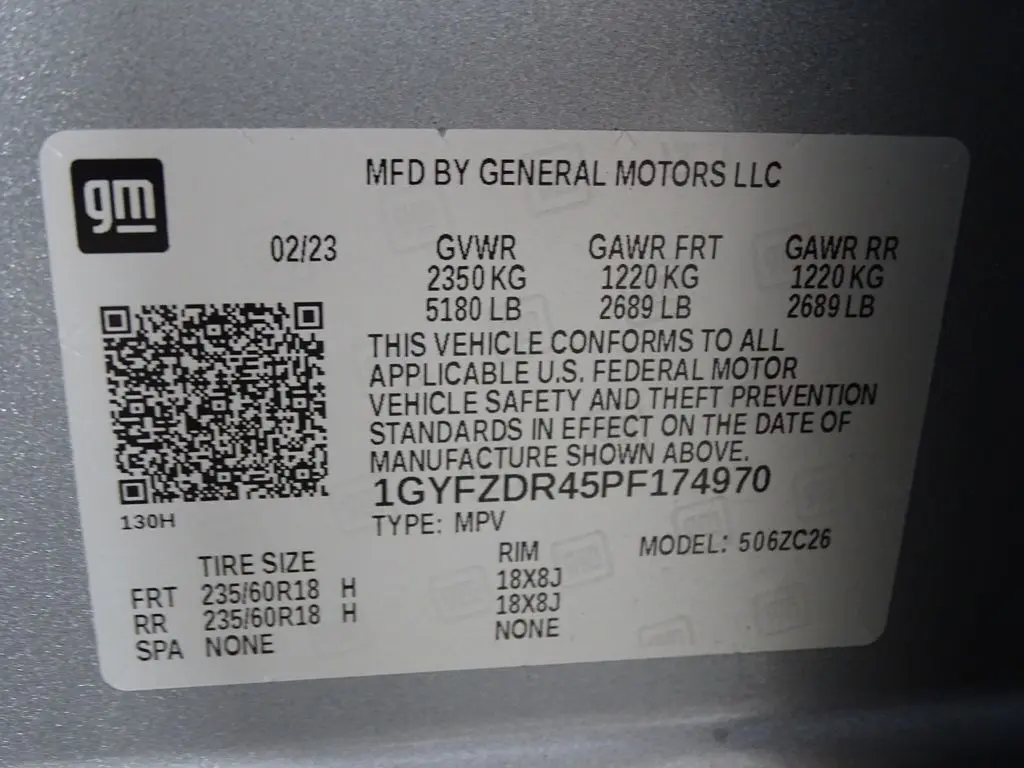 gm
MFD BY GENERAL MOTORS LLC
02/23 GVWR GAWR FRT GAWR RR
2350 KG 1220 KG 1220 KG
5180 LB 2689 LB 2689 LB
THIS VEHICLE CONFORMS TO ALL
APPLICABLE U.S. FEDERAL MOTOR
VEHICLE SAFETY AND THEFT PREVENTION
STANDARDS IN EFFECT ON THE DATE OF
MANUFACTURE SHOWN ABOVE.
1GYFZDR45PF174970
130H
TYPE: MPV
TIRE SIZE RIM MODEL: 506ZC26
FRT 235/60R18 H 18X8J
RR 235/60R18 H 18X8J
SPA NONE NONE